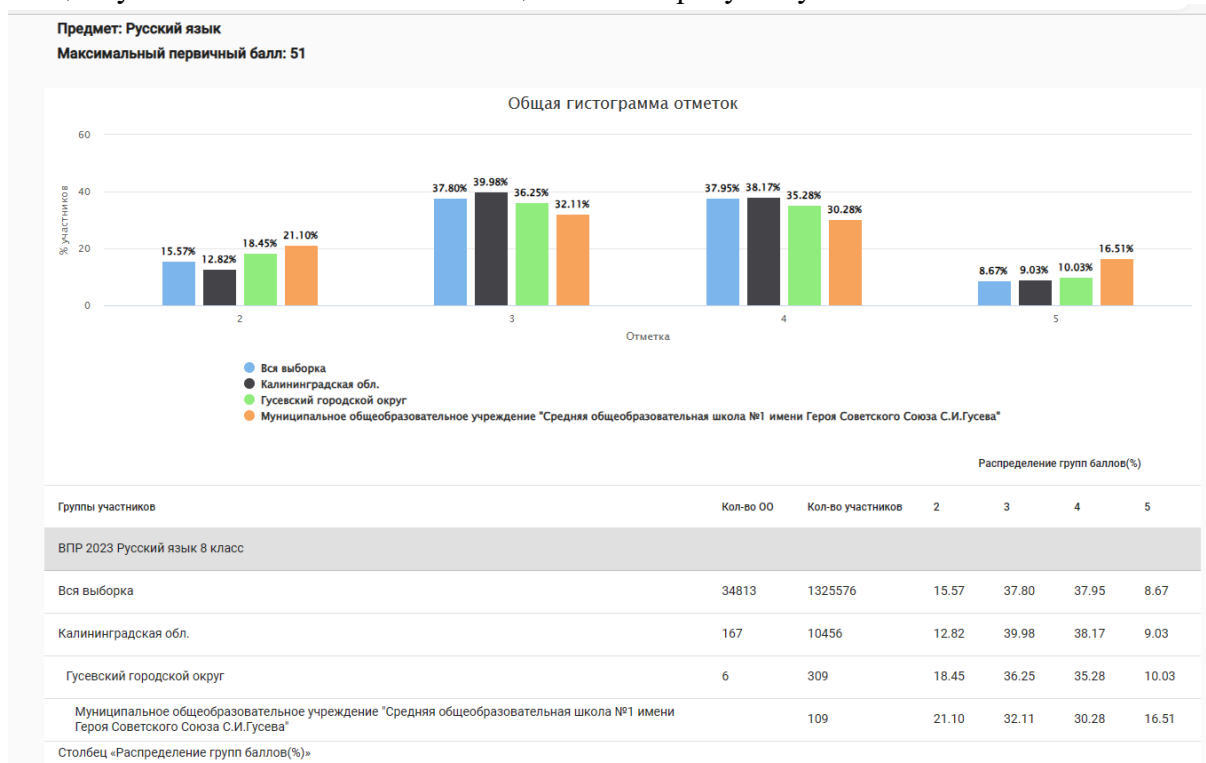 Предмет: Русский язык
Максимальный первичный балл: 51
Общая гистограмма отметок
% участников
60
40
20
0
15.57% 12.82% 18.45% 21.10%
37.80% 39.98% 36.25% 32.11%
37.95% 38.17% 35.28% 30.28%
8.67% 9.03% 10.03% 16.51%
2 3 4 5
Отметка
Вся выборка
Калининградская обл.
Гусевский городской округ
Муниципальное общеобразовательное учреждение "Средняя общеобразовательная школа №1 имени Героя Советского Союза С.И.Гусева"
Распределение групп баллов(%)
Группы участников Кол-во ОО Кол-во участников 2 3 4 5
ВПР 2023 Русский язык 8 класс
Вся выборка 34813 1325576 15.57 37.80 37.95 8.67
Калининградская обл. 167 10456 12.82 39.98 38.17 9.03
Гусевский городской округ 6 309 18.45 36.25 35.28 10.03
Муниципальное общеобразовательное учреждение "Средняя общеобразовательная школа №1 имени
Героя Советского Союза С.И.Гусева" 109 21.10 32.11 30.28 16.51
Столбец «Распределение групп баллов(%)»